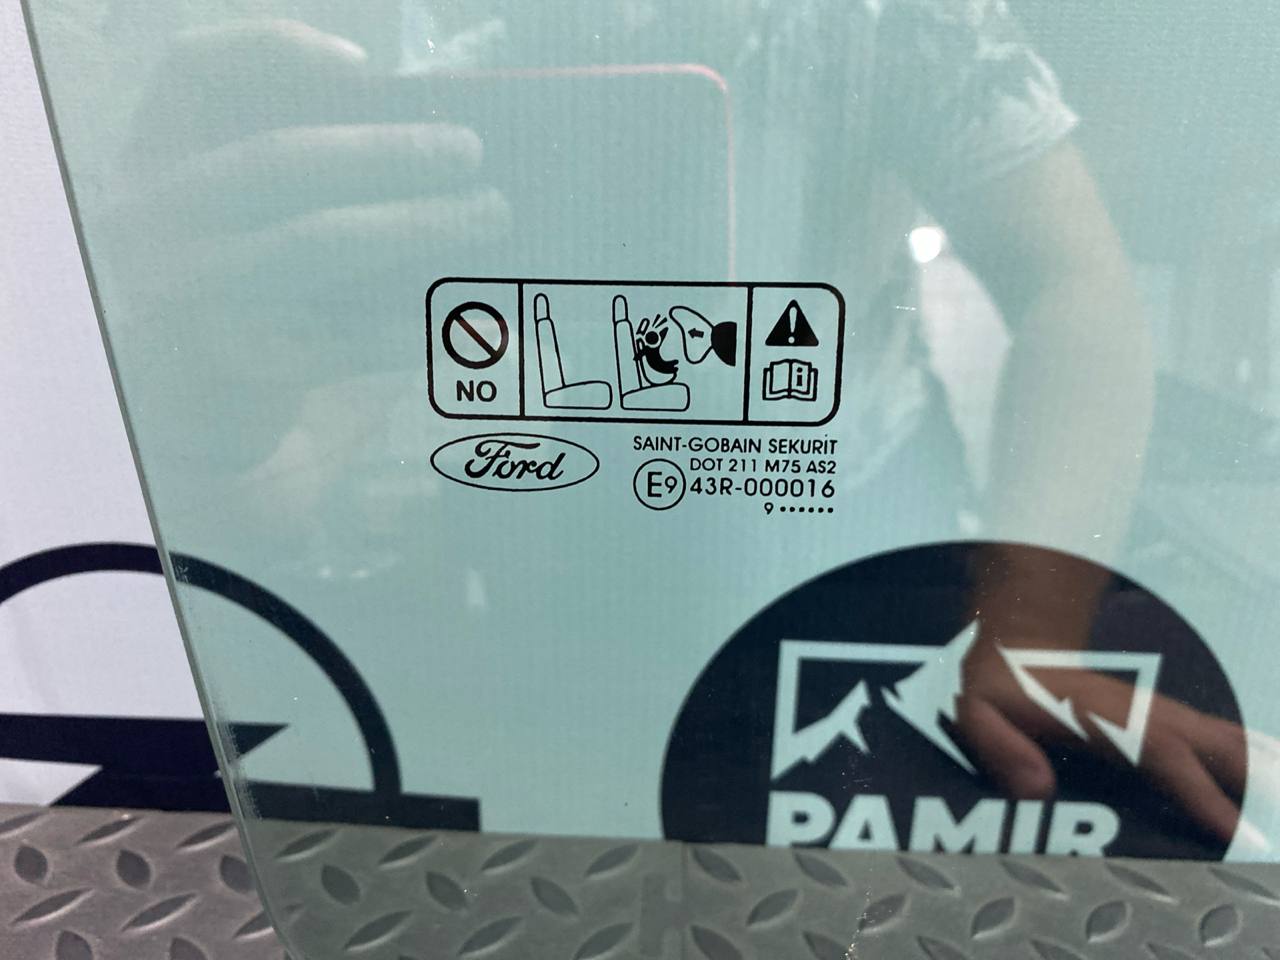 NO
i
Ford
SAINT-GOBAIN SEKURiT
DOT 211 M75 AS2
E9 43R-000016
9 ••••••
PAMIR